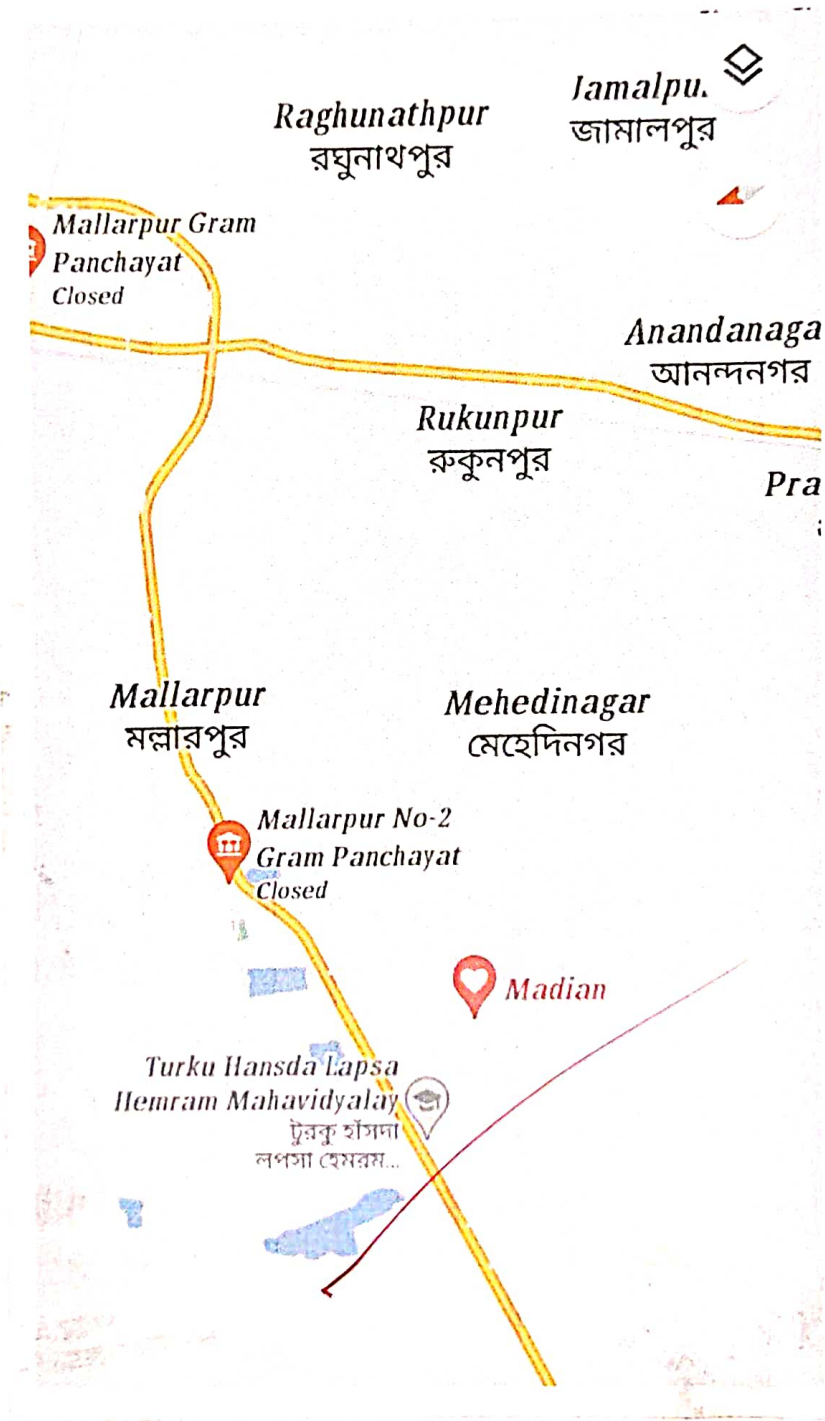 Raghunathpur
রঘুনাথপুর
Jamalpu
জামালপুর
Mallarpur Gram
Panchayat
Closed
Anandanaga
আনন্দনগর
Rukunpur
রুকুনপুর
Pra
Mallarpur
মল্লারপুর
Mehedinagar
মেহেদিনগর
Mallarpur No-2
Gram Panchayat
Closed
Madian
Turku Hansda Lapsa
Hemram Mahavidyalay
টুরকু হাঁসদা
লপসা হেমরম...